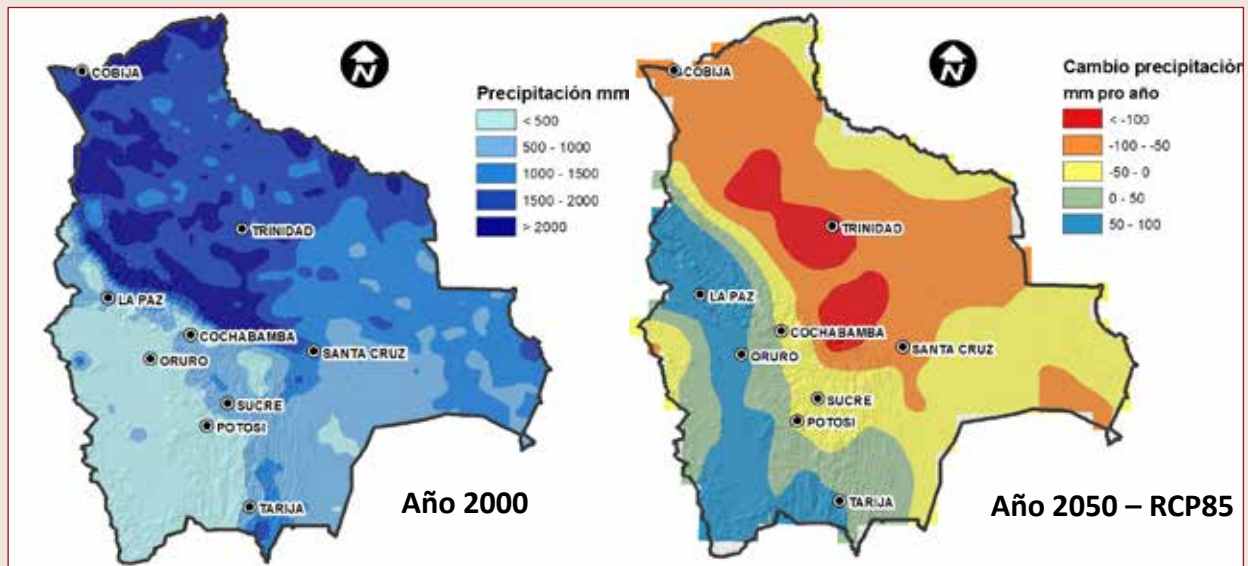 N
COBIJA
Precipitación mm
< 500
500 - 1000
1000 - 1500
1500 - 2000
> 2000
TRINIDAD
LA PAZ
COCHABAMBA
ORURO
SANTA CRUZ
SUCRE
POTOSI
TARIJA
Año 2000
N
COBIJA
Cambio precipitación
mm pro año
< -100
-100 - -50
-50 - 0
0 - 50
50 - 100
TRINIDAD
LA PAZ
COCHABAMBA
ORURO
SANTA CRUZ
SUCRE
POTOSI
TARIJA
Año 2050 – RCP85